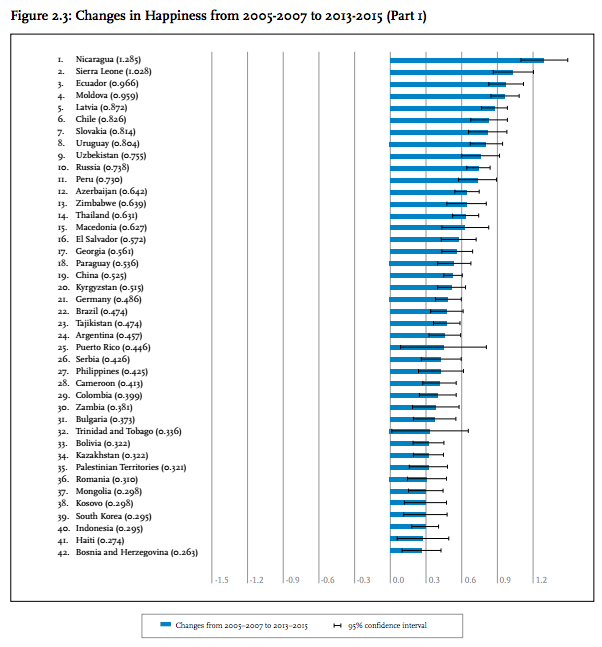 Figure 2.3: Changes in Happiness from 2005-2007 to 2013-2015 (Part 1)
1. Nicaragua (1.285)
2. Sierra Leone (1.028)
3. Ecuador (0.966)
4. Moldova (0.959)
5. Latvia (0.872)
6. Chile (0.826)
7. Slovakia (0.814)
8. Uruguay (0.804)
9. Uzbekistan (0.755)
10. Russia (0.738)
11. Peru (0.730)
12. Azerbaijan (0.642)
13. Zimbabwe (0.639)
14. Thailand (0.631)
15. Macedonia (0.627)
16. El Salvador (0.572)
17. Georgia (0.561)
18. Paraguay (0.536)
19. China (0.525)
20. Kyrgyzstan (0.515)
21. Germany (0.486)
22. Brazil (0.474)
23. Tajikistan (0.474)
24. Argentina (0.457)
25. Puerto Rico (0.446)
26. Serbia (0.426)
27. Philippines (0.425)
28. Cameroon (0.413)
29. Colombia (0.399)
30. Zambia (0.381)
31. Bulgaria (0.373)
32. Trinidad and Tobago (0.336)
33. Bolivia (0.322)
34. Kazakhstan (0.322)
35. Palestinian Territories (0.321)
36. Romania (0.310)
37. Mongolia (0.298)
38. Kosovo (0.298)
39. South Korea (0.295)
40. Indonesia (0.295)
41. Haiti (0.274)
42. Bosnia and Herzegovina (0.263)
-1.5 -1.2 -0.9 -0.6 -0.3 0.0 0.3 0.6 0.9 1.2
Changes from 2005–2007 to 2013–2015 95% confidence interval